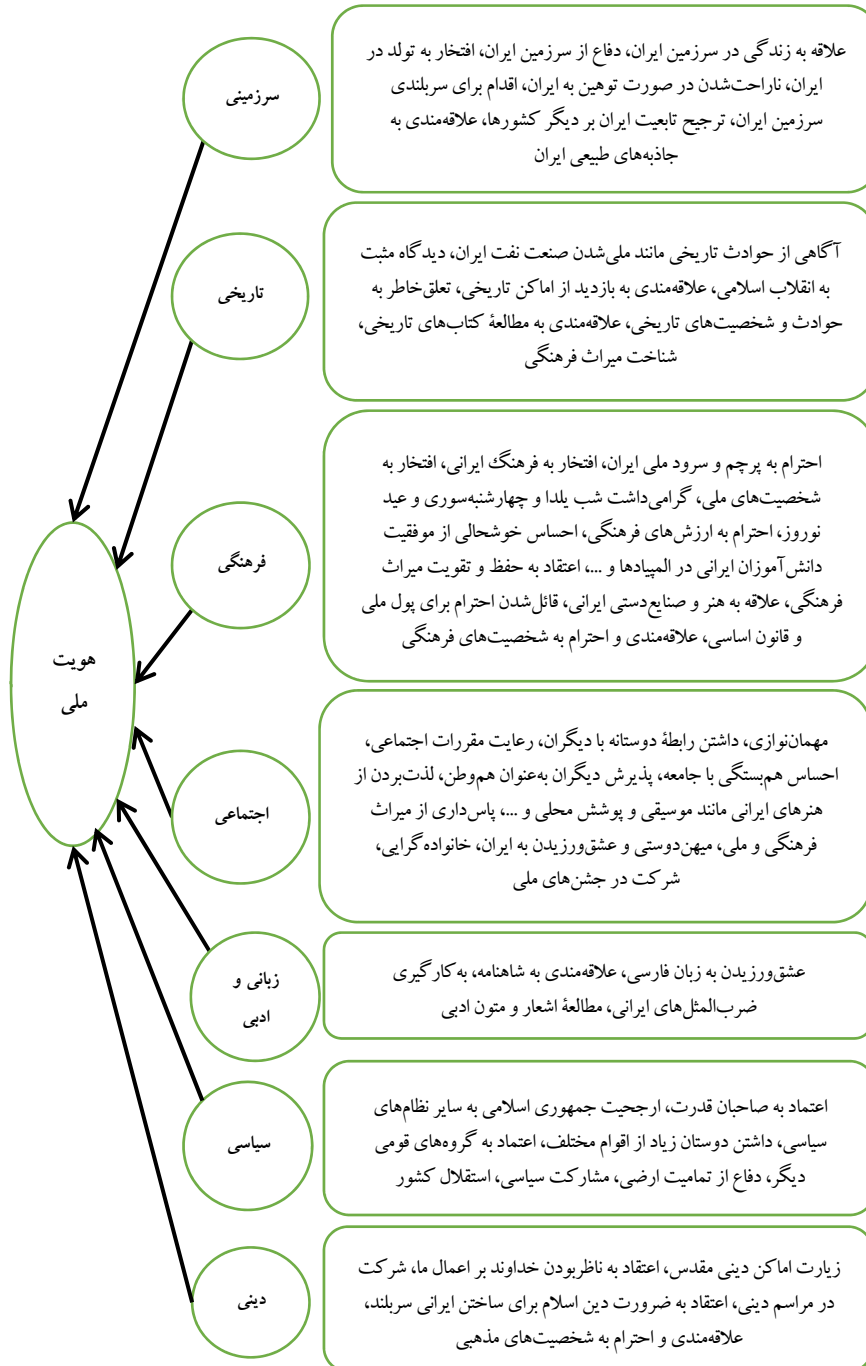 علاقه به زندگی در سرزمین ایران، دفاع از سرزمین ایران، افتخار به تولد در
ایران، ناراحت‌شدن در صورت توهین به ایران، اقدام برای سربلندی
سرزمین ایران، ترجیح تابعیت ایران بر دیگر کشورها، علاقه‌مندی به
جاذبه‌های طبیعی ایران
سرزمینی
آگاهی از حوادث تاریخی مانند ملی‌شدن صنعت نفت ایران، دیدگاه مثبت
به انقلاب اسلامی، علاقه‌مندی به بازدید از اماکن تاریخی، تعلق‌خاطر به
حوادث و شخصیت‌های تاریخی، علاقه‌مندی به مطالعۀ کتاب‌های تاریخی،
شناخت میراث فرهنگی
تاریخی
احترام به پرچم و سرود ملی ایران، افتخار به فرهنگ ایرانی، افتخار به
شخصیت‌های ملی، گرامی‌داشت شب یلدا و چهارشنبه‌سوری و عید
نوروز، احترام به ارزش‌های فرهنگی، احساس خوشحالی از موفقیت
دانش‌آموزان ایرانی در المپیادها و ...، اعتقاد به حفظ و تقویت میراث
فرهنگی، علاقه به هنر و صنایع‌دستی ایرانی، قائل‌شدن احترام برای پول ملی
و قانون اساسی، علاقه‌مندی و احترام به شخصیت‌های فرهنگی
فرهنگی
هویت
ملی
مهمان‌نوازی، داشتن رابطۀ دوستانه با دیگران، رعایت مقررات اجتماعی،
احساس هم‌بستگی با جامعه، پذیرش دیگران به‌عنوان هم‌وطن، لذت‌بردن از
هنرهای ایرانی مانند موسیقی و پوشش محلی و ...، پاس‌داری از میراث
فرهنگی و ملی، میهن‌دوستی و عشق‌ورزیدن به ایران، خانواده‌گرایی،
شرکت در جشن‌های ملی
اجتماعی
عشق‌ورزیدن به زبان فارسی، علاقه‌مندی به شاهنامه، به‌کارگیری
ضرب‌المثل‌های ایرانی، مطالعۀ اشعار و متون ادبی
زبانی و
ادبی
اعتماد به صاحبان قدرت، ارجحیت جمهوری اسلامی به سایر نظام‌های
سیاسی، داشتن دوستان زیاد از اقوام مختلف، اعتماد به گروه‌های قومی
دیگر، دفاع از تمامیت ارضی، مشارکت سیاسی، استقلال کشور
سیاسی
زیارت اماکن دینی مقدس، اعتقاد به ناظربودن خداوند بر اعمال ما، شرکت
در مراسم دینی، اعتقاد به ضرورت دین اسلام برای ساختن ایرانی سربلند،
علاقه‌مندی و احترام به شخصیت‌های مذهبی
دینی